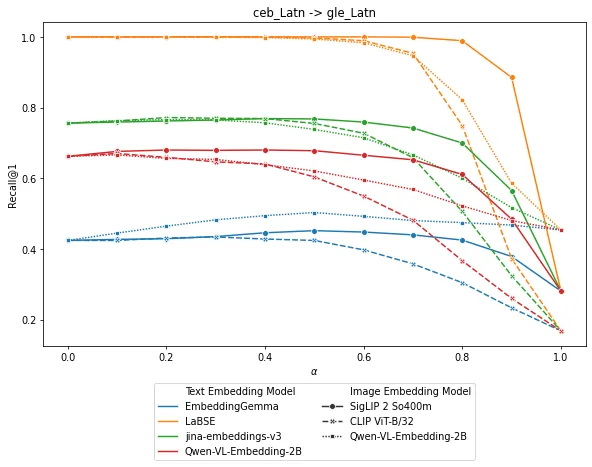 ceb_Latn -> gle_Latn
Recall@1
1.0
0.8
0.6
0.4
0.2
0.0 0.2 0.4 0.6 0.8 1.0
α
Text Embedding Model
EmbeddingGemma
LaBSE
jina-embeddings-v3
Qwen-VL-Embedding-2B
Image Embedding Model
SigLIP 2 So400m
CLIP ViT-B/32
Qwen-VL-Embedding-2B